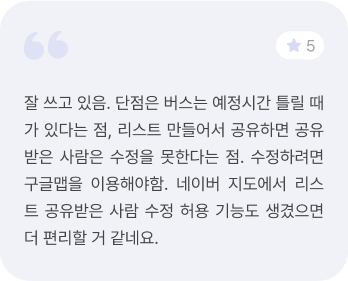 5
잘 쓰고 있음. 단점은 버스는 예정시간 틀릴 때
가 있다는 점, 리스트 만들어서 공유하면 공유
받은 사람은 수정을 못한다는 점. 수정하려면
구글맵을 이용해야함. 네이버 지도에서 리스
트 공유받은 사람 수정 허용 기능도 생겼으면
더 편리할 거 같네요.